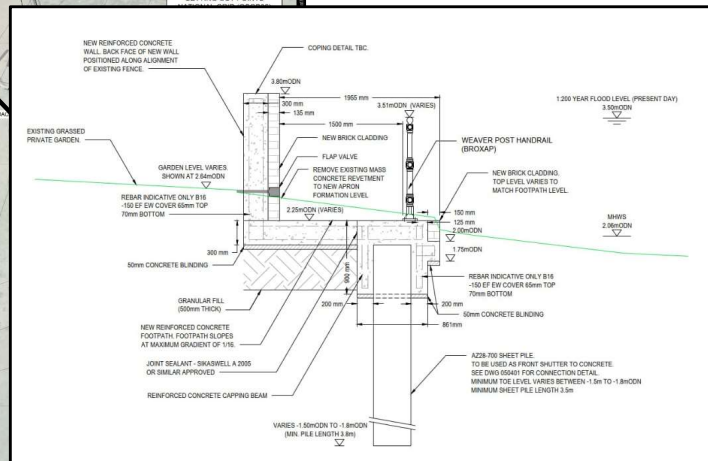 NEW REINFORCED CONCRETE
WALL. BACK FACE OF NEW WALL
POSITIONED ALONG ALIGNMENT
OF EXISTING FENCE.
COPING DETAIL TBC.
3.80mODN
300 mm
135 mm
1955 mm
1500 mm
3.51mODN (VARIES)
1:200 YEAR FLOOD LEVEL (PRESENT DAY)
3.50mODN
EXISTING GRASSED
PRIVATE GARDEN.
NEW BRICK CLADDING
FLAP VALVE
WEAVER POST HANDRAIL
(BROXAP)
GARDEN LEVEL VARIES.
SHOWN AT 2.64mODN
REMOVE EXISTING MASS
CONCRETE REVETMENT
TO NEW APRON
FORMATION LEVEL
NEW BRICK CLADDING.
TOP LEVEL VARIES TO
MATCH FOOTPATH LEVEL.
REBAR INDICATIVE ONLY B16
-150 EF EW COVER 65mm TOP
70mm BOTTOM
2.25mODN (VARIES)
150 mm
125 mm
2.00mODN
1.75mODN
MHWS
2.06mODN
300 mm
50mm CONCRETE BLINDING
900 mm
REBAR INDICATIVE ONLY B16
-150 EF EW COVER 65mm TOP
70mm BOTTOM
GRANULAR FILL
(500mm THICK)
200 mm
200 mm
50mm CONCRETE BLINDING
861mm
NEW REINFORCED CONCRETE
FOOTPATH. FOOTPATH SLOPES
AT MAXIMUM GRADIENT OF 1/16.
JOINT SEALANT - SIKASWELL A 2005
OR SIMILAR APPROVED
REINFORCED CONCRETE CAPPING BEAM
AZ28-700 SHEET PILE.
TO BE USED AS FRONT SHUTTER TO CONCRETE.
SEE DWG 050401 FOR CONNECTION DETAIL.
MINIMUM TOE LEVEL VARIES BETWEEN -1.5m TO -1.8mODN
MINIMUM SHEET PILE LENGTH 3.5m
VARIES -1.50mODN TO -1.8mODN
(MIN. PILE LENGTH 3.8m)